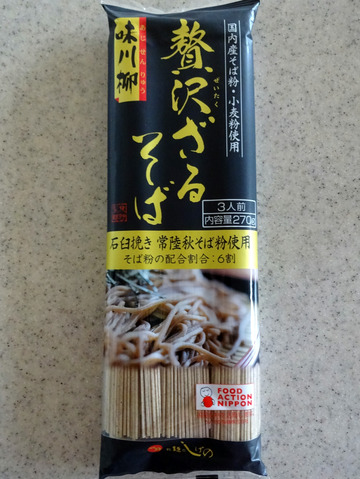 味川柳
あじせんりゅう
国内産そば粉・小麦粉使用
贅沢ざるそば
ぜいたく
3人前
内容量270g
石臼挽き 常陸秋そば粉使用
そば粉の配合割合:6割
FOOD
ACTION
NIPPON